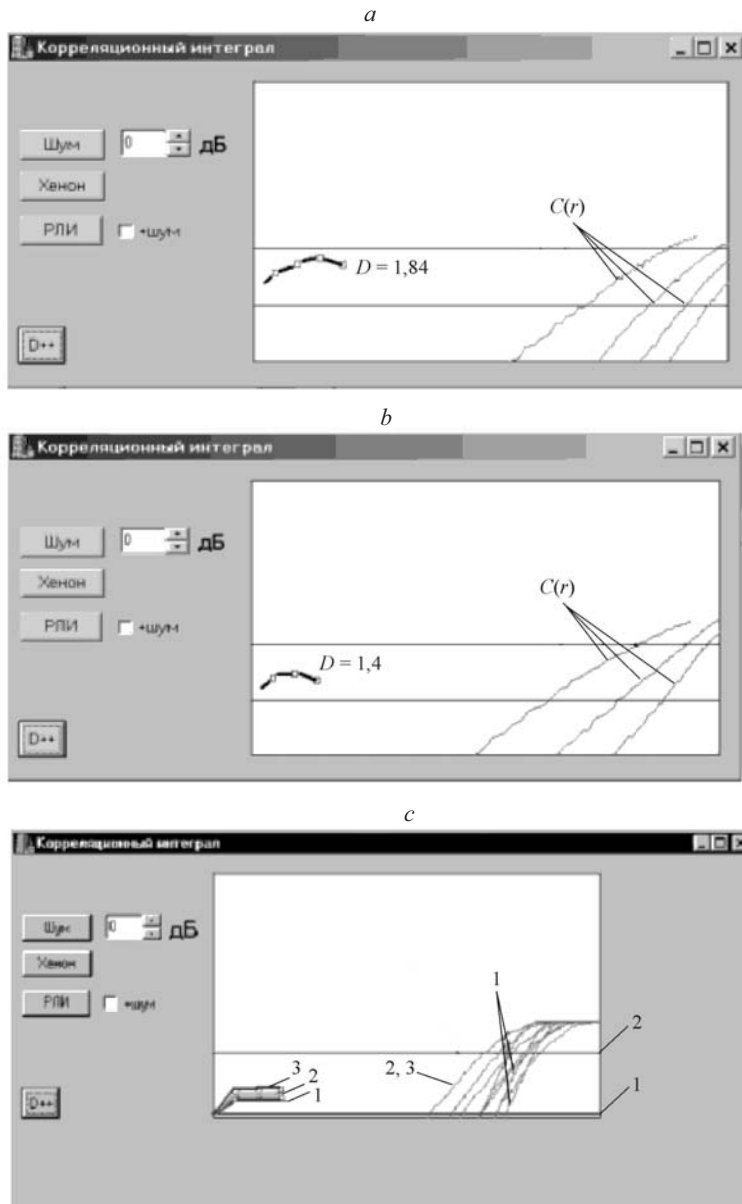 a
Корреляционный интеграл
Шум 0 дБ
Хенон
C(r)
РЛИ +шум
D = 1,84
D++
b
Корреляционный интеграл
Шум 0 дБ
Хенон
C(r)
РЛИ +шум
D = 1,4
D++
c
Корреляционный интеграл
Шум 0 дБ
Хенон
1
РЛИ +шум
2
3
2, 3
2
1
1
D++